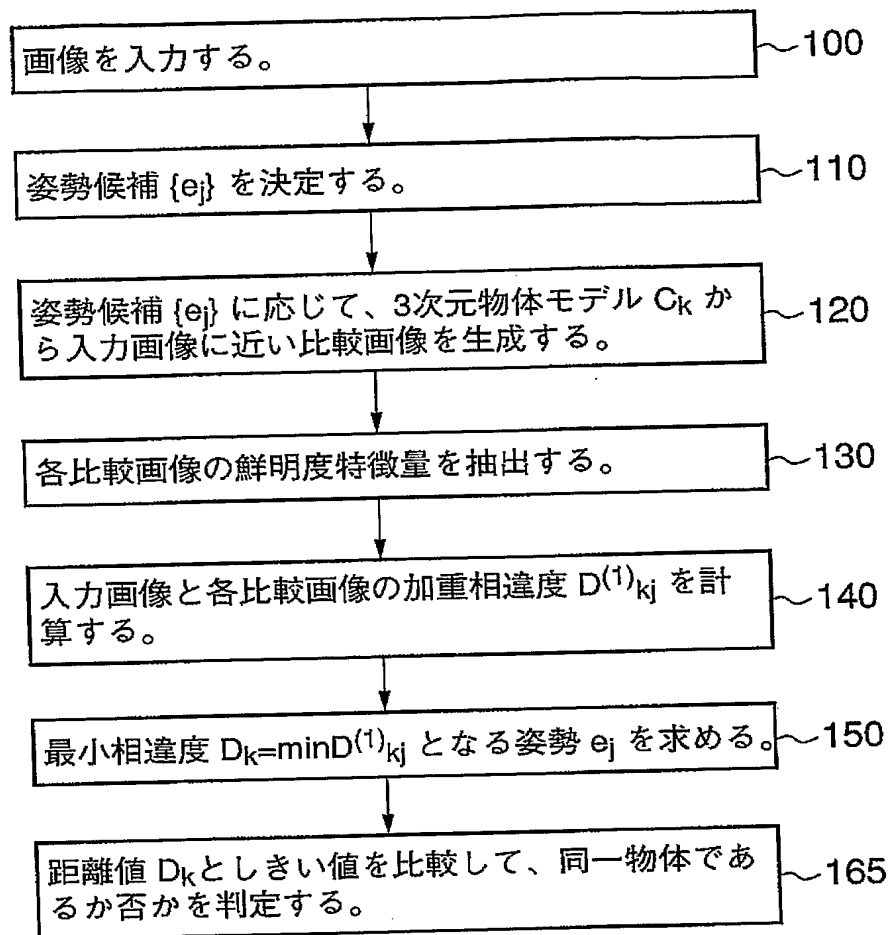 画像を入力する。
100
姿勢候補 {ej} を決定する。
110
姿勢候補 {ej} に応じて、3次元物体モデル Ck か
ら入力画像に近い比較画像を生成する。
120
各比較画像の鮮明度特徴量を抽出する。
130
入力画像と各比較画像の加重相違度 D(1)kj を計
算する。
140
最小相違度 Dk=minD(1)kj となる姿勢 ej を求める。
150
距離値 Dkとしきい値を比較して、同一物体であ
るか否かを判定する。
165